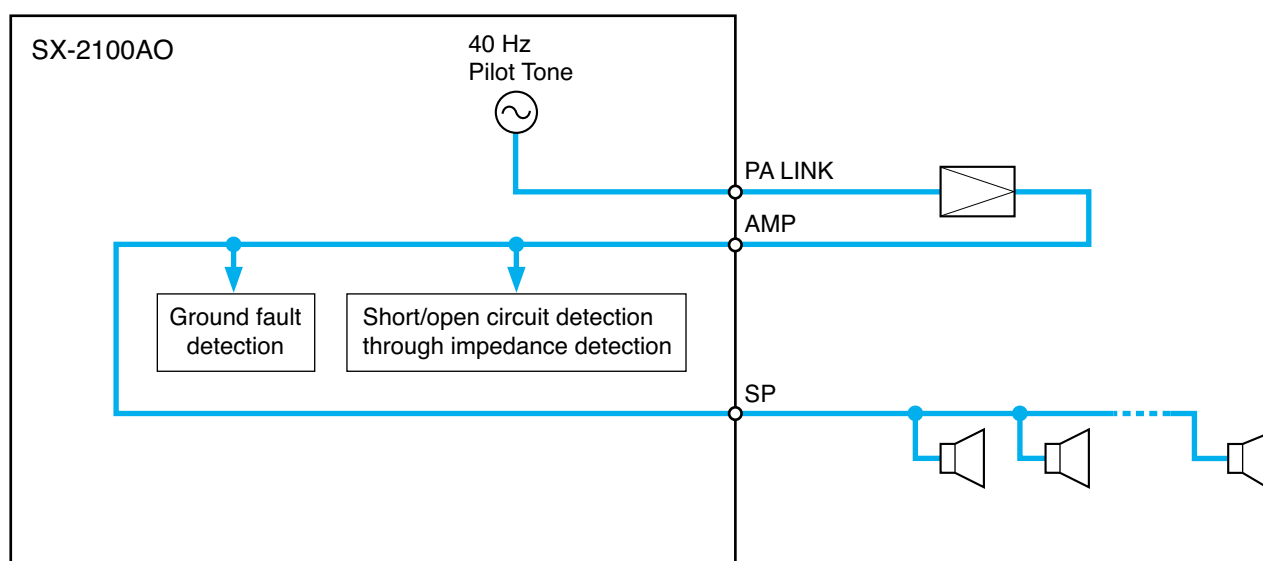 SX-2100AO
40 Hz
Pilot Tone
PA LINK
AMP
Ground fault
detection
Short/open circuit detection
through impedance detection
SP